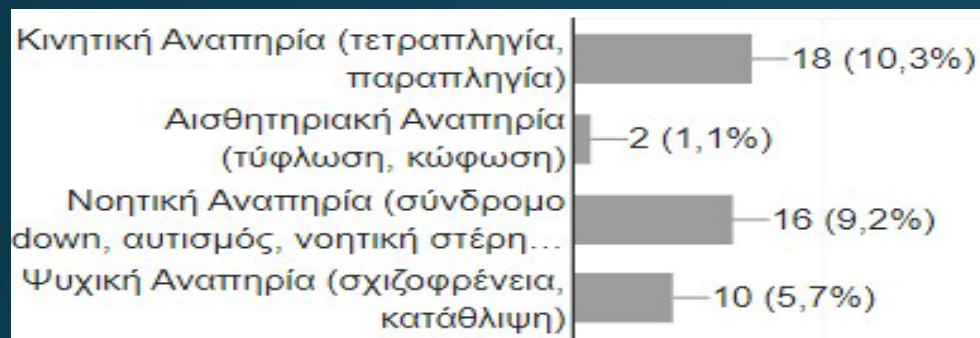 Κινητική Αναπηρία (τετραπληγία,
παραπληγία)
18 (10,3%)
Αισθητηριακή Αναπηρία
(τύφλωση, κώφωση)
2 (1,1%)
Νοητική Αναπηρία (σύνδρομο
down, αυτισμός, νοητική στέρη...
16 (9,2%)
Ψυχική Αναπηρία (σχιζοφρένεια,
κατάθλιψη)
10 (5,7%)